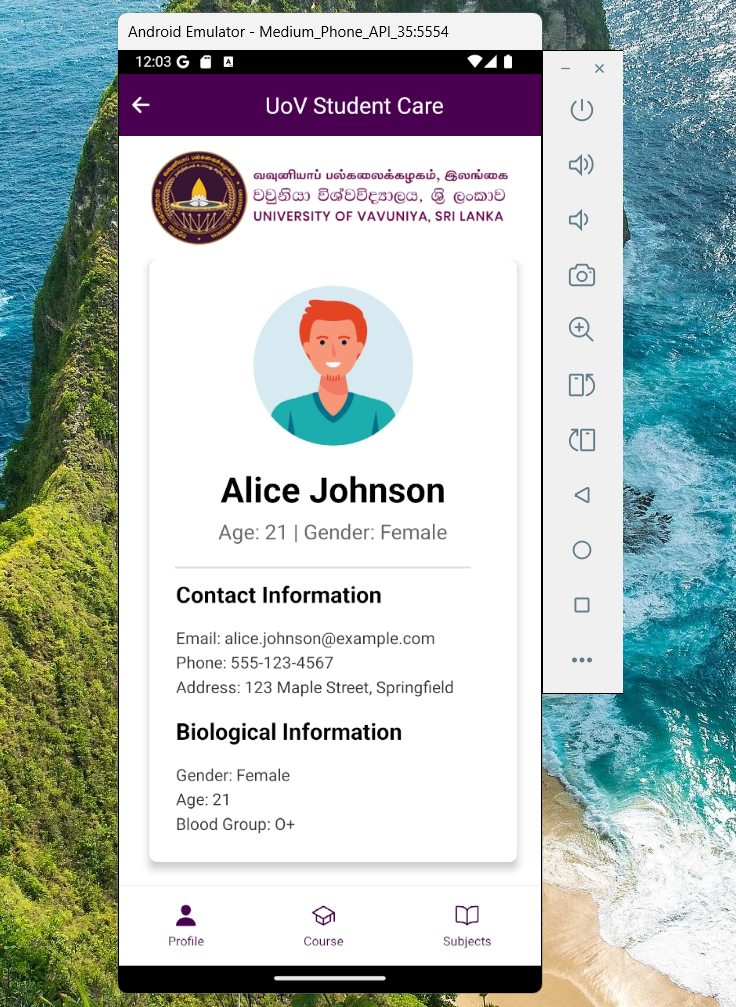 Android Emulator - Medium_Phone_API_35:5554
12:03
UoV Student Care
வவுனியாப் பல்கலைக்கழகம், இலங்கை
වවුනියා විශ්වවිද්‍යාලය, ශ්‍රී ලංකාව
UNIVERSITY OF VAVUNIYA, SRI LANKA
Alice Johnson
Age: 21 | Gender: Female
Contact Information
Email: alice.johnson@example.com
Phone: 555-123-4567
Address: 123 Maple Street, Springfield
Biological Information
Gender: Female
Age: 21
Blood Group: O+
Profile
Course
Subjects